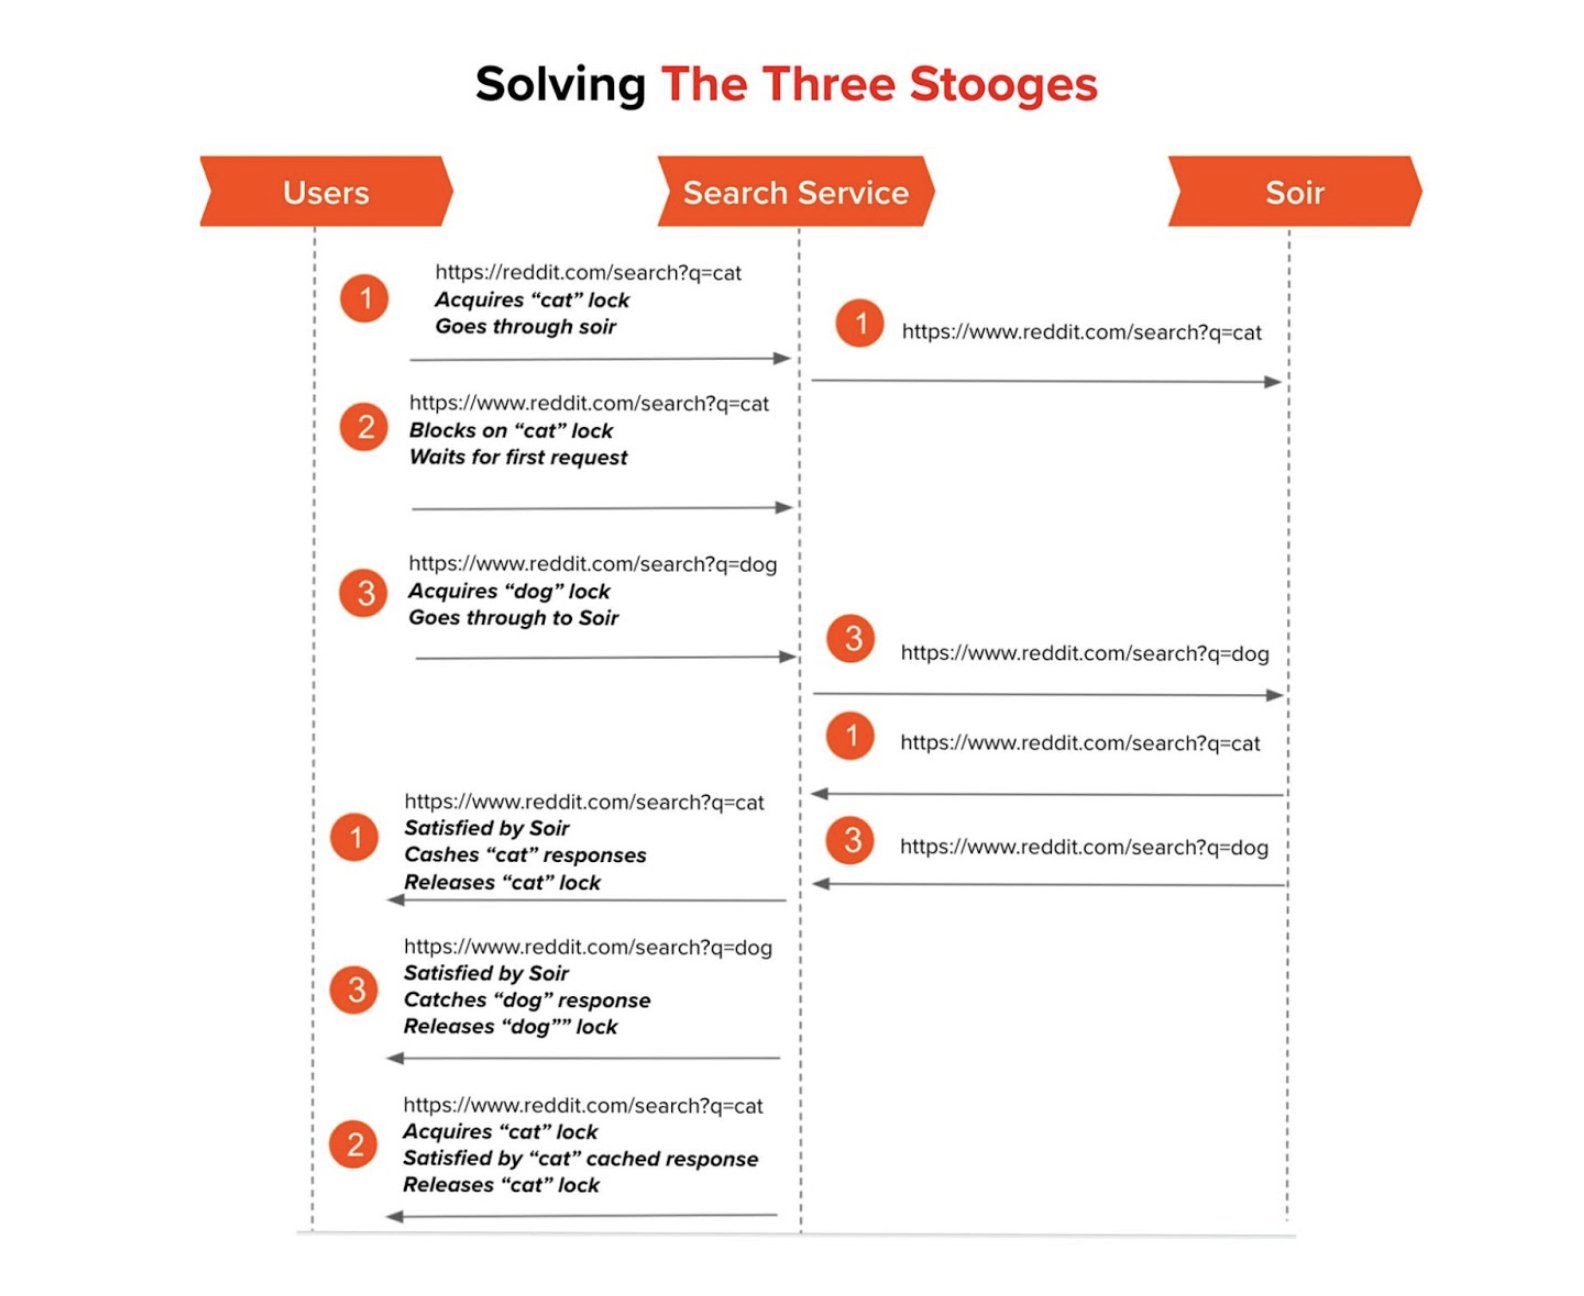 Solving The Three Stooges
Users
Search Service
Soir
1
https://reddit.com/search?q=cat
Acquires “cat” lock
Goes through soir
1
https://www.reddit.com/search?q=cat
2
https://www.reddit.com/search?q=cat
Blocks on “cat” lock
Waits for first request
3
https://www.reddit.com/search?q=dog
Acquires “dog” lock
Goes through to Soir
3
https://www.reddit.com/search?q=dog
1
https://www.reddit.com/search?q=cat
1
https://www.reddit.com/search?q=cat
Satisfied by Soir
Cashes “cat” responses
Releases “cat” lock
3
https://www.reddit.com/search?q=dog
3
https://www.reddit.com/search?q=dog
Satisfied by Soir
Catches “dog” response
Releases “dog”” lock
2
https://www.reddit.com/search?q=cat
Acquires “cat” lock
Satisfied by “cat” cached response
Releases “cat” lock